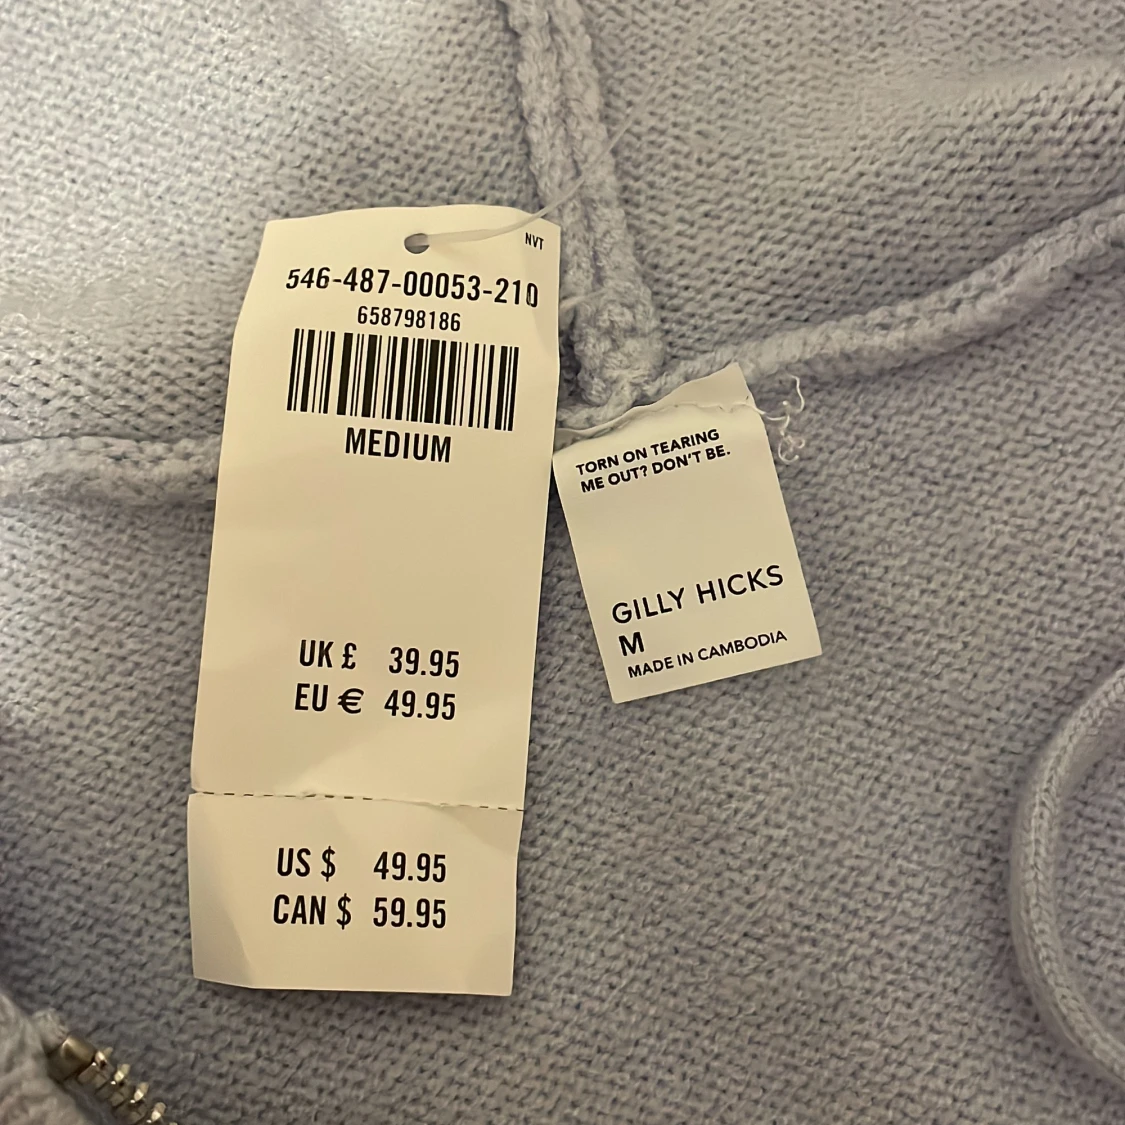 NVT
546-487-00053-210
658798186
MEDIUM
UK £ 39.95
EU € 49.95
US $ 49.95
CAN $ 59.95
TORN ON TEARING
ME OUT? DON'T BE.
GILLY HICKS
M
MADE IN CAMBODIA